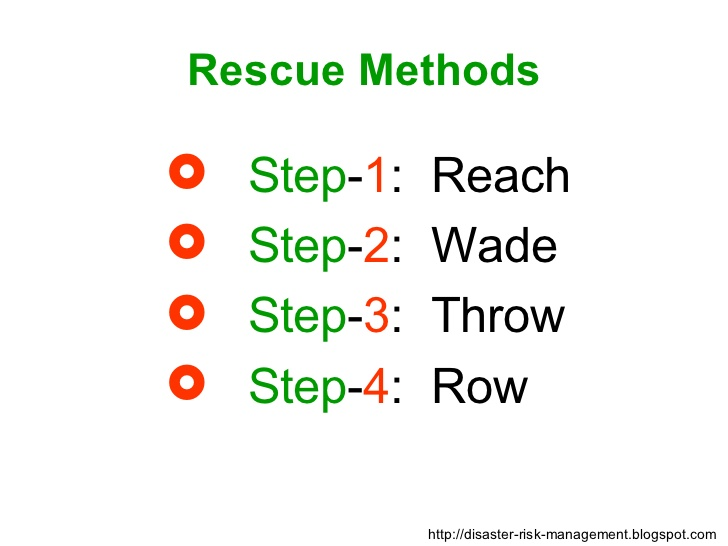 Rescue Methods
Step-1: Reach
Step-2: Wade
Step-3: Throw
Step-4: Row
http://disaster-risk-management.blogspot.com